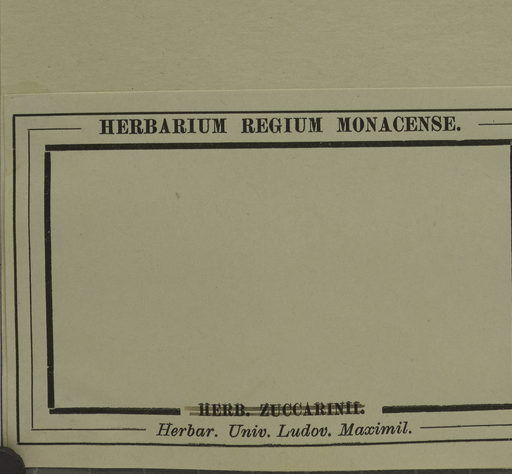 HERBARIUM REGIUM MONACENSE.
HERB. ZUCCARINII.
Herbar. Univ. Ludov. Maximil.